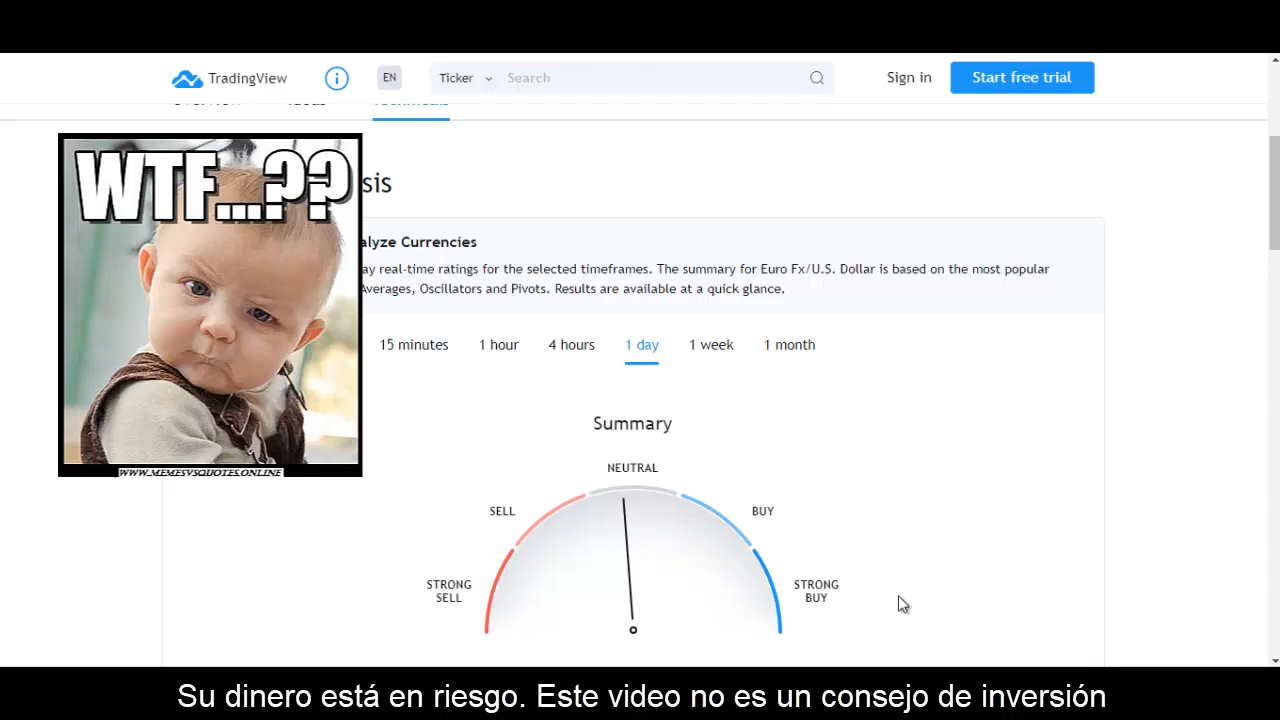 TradingView
EN
Ticker
Search
Sign in
Start free trial
Technicals
WTF...??
sis
alyze Currencies
ay real-time ratings for the selected timeframes. The summary for Euro Fx/U.S. Dollar is based on the most popular
Averages, Oscillators and Pivots. Results are available at a quick glance.
15 minutes
1 hour
4 hours
1 day
1 week
1 month
WWW.MEMESVSQUOTES.ONLINE
Summary
NEUTRAL
SELL
BUY
STRONG
SELL
STRONG
BUY
Su dinero está en riesgo. Este video no es un consejo de inversión